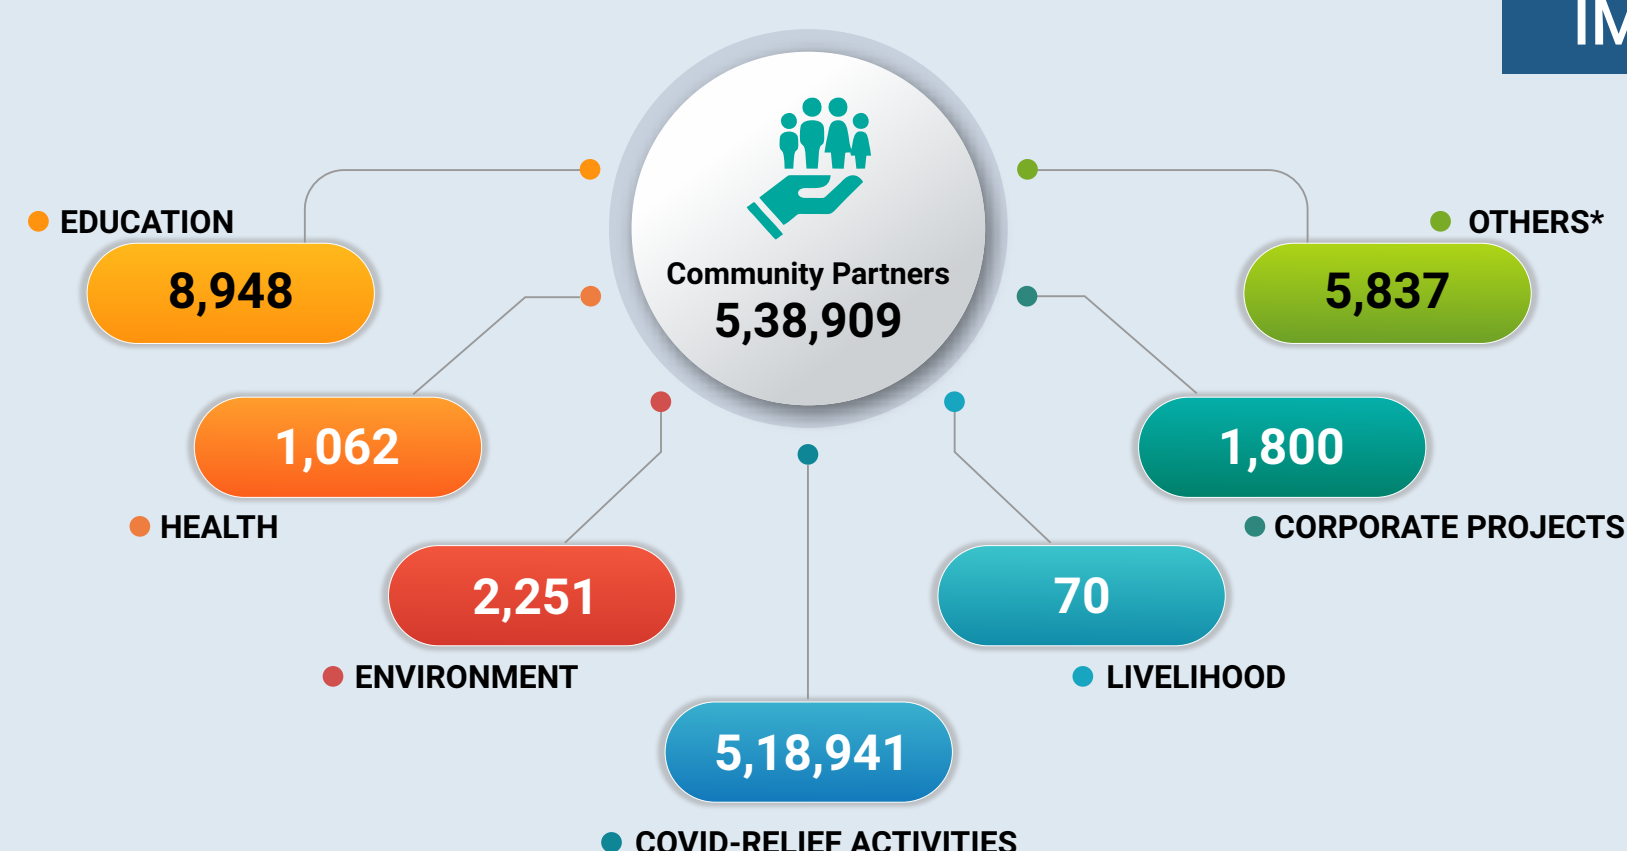 IM
EDUCATION
8,948
Community Partners
5,38,909
OTHERS*
5,837
1,062
HEALTH
1,800
CORPORATE PROJECTS
2,251
ENVIRONMENT
70
LIVELIHOOD
5,18,941
COVID-RELIEF ACTIVITIES